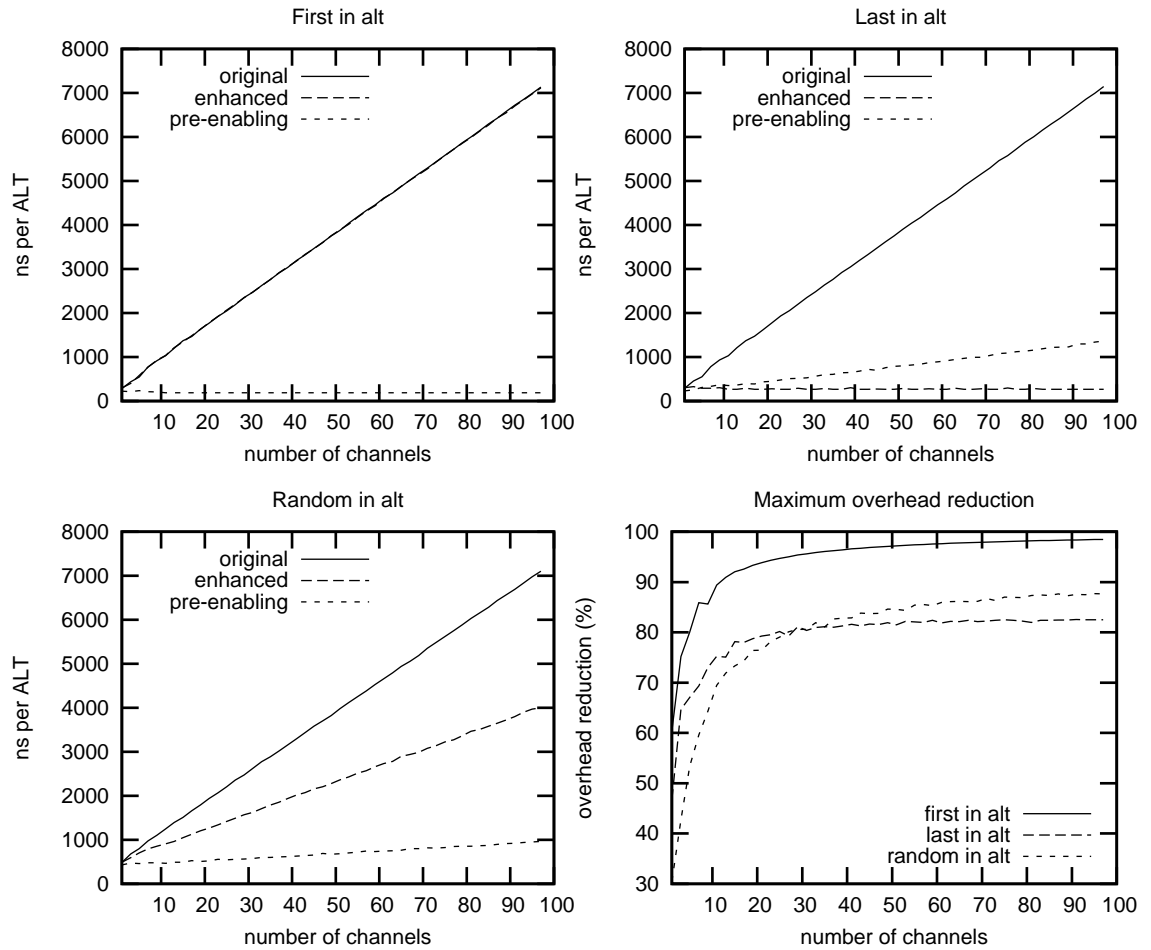 First in alt
8000
7000
6000
5000
4000
3000
2000
1000
0
ns per ALT
original
enhanced
pre-enabling
10 20 30 40 50 60 70 80 90 100
number of channels
Last in alt
8000
7000
6000
5000
4000
3000
2000
1000
0
ns per ALT
original
enhanced
pre-enabling
10 20 30 40 50 60 70 80 90 100
number of channels
Random in alt
8000
7000
6000
5000
4000
3000
2000
1000
0
ns per ALT
original
enhanced
pre-enabling
10 20 30 40 50 60 70 80 90 100
number of channels
Maximum overhead reduction
100
90
80
70
60
50
40
30
overhead reduction (%)
first in alt
last in alt
random in alt
10 20 30 40 50 60 70 80 90 100
number of channels